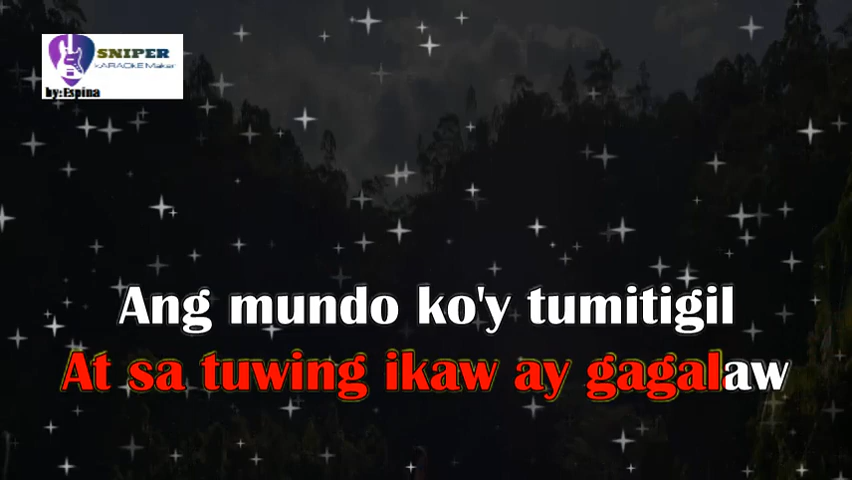 SNIPER
KARAOKE Maker
by:Espina
Ang mundo ko'y tumitigil
At sa tuwing ikaw ay gagalaw